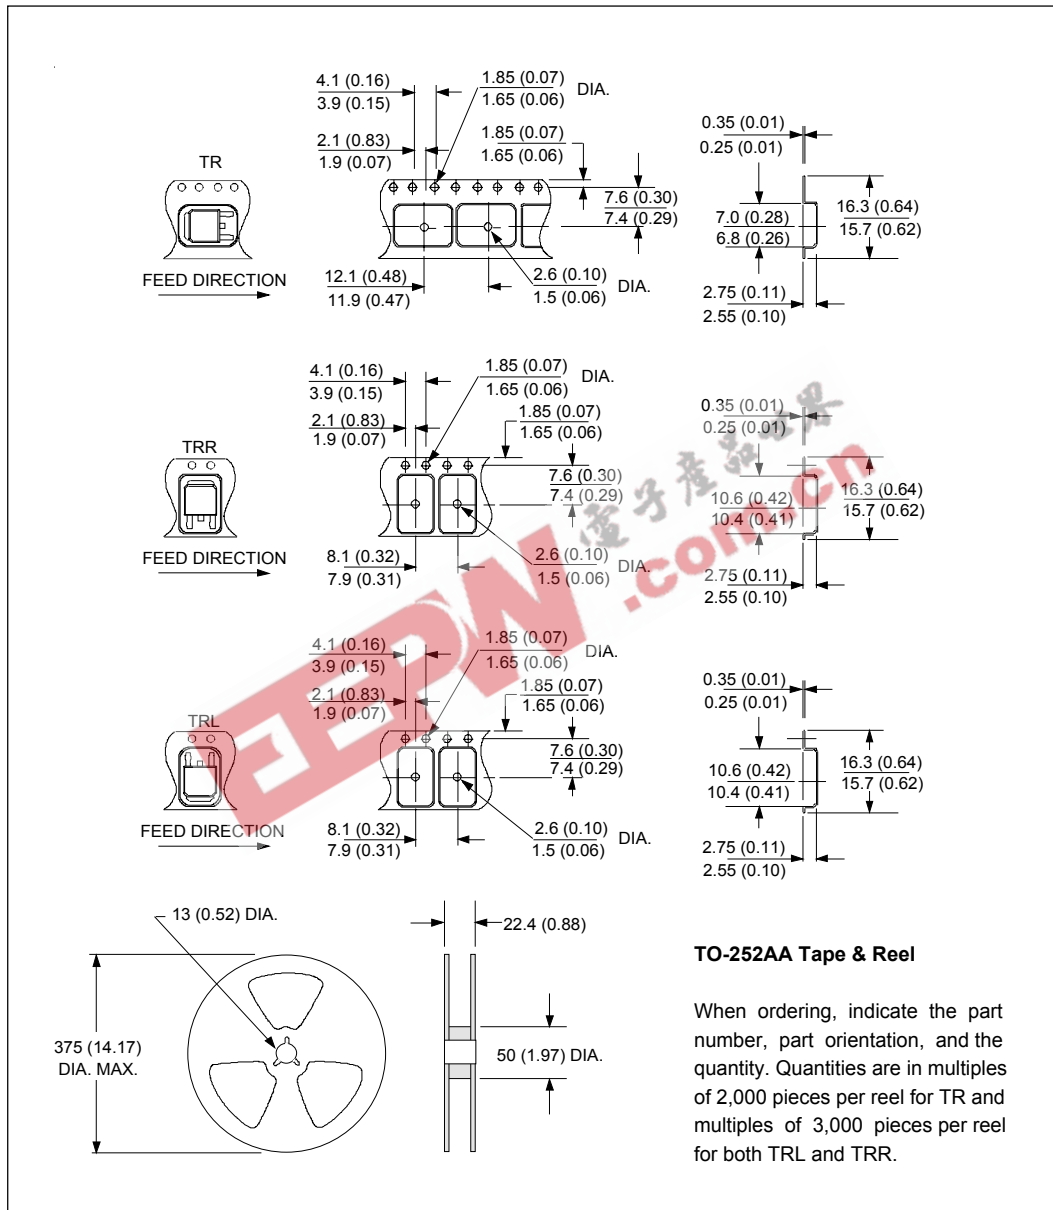 4.1 (0.16)
3.9 (0.15)
1.85 (0.07)
1.65 (0.06)
DIA.
2.1 (0.83)
1.9 (0.07)
1.85 (0.07)
1.65 (0.06)
0.35 (0.01)
0.25 (0.01)
TR
7.6 (0.30)
7.4 (0.29)
7.0 (0.28)
6.8 (0.26)
16.3 (0.64)
15.7 (0.62)
FEED DIRECTION
12.1 (0.48)
11.9 (0.47)
2.6 (0.10)
1.5 (0.06)
DIA.
2.75 (0.11)
2.55 (0.10)
4.1 (0.16)
3.9 (0.15)
1.85 (0.07)
1.65 (0.06)
DIA.
2.1 (0.83)
1.9 (0.07)
1.85 (0.07)
1.65 (0.06)
0.35 (0.01)
0.25 (0.01)
TRR
7.6 (0.30)
7.4 (0.29)
10.6 (0.42)
10.4 (0.41)
16.3 (0.64)
15.7 (0.62)
FEED DIRECTION
8.1 (0.32)
7.9 (0.31)
2.6 (0.10)
1.5 (0.06)
DIA.
2.75 (0.11)
2.55 (0.10)
電子產品世界
EEPW.com.cn
4.1 (0.16)
3.9 (0.15)
1.85 (0.07)
1.65 (0.06)
DIA.
2.1 (0.83)
1.9 (0.07)
1.85 (0.07)
1.65 (0.06)
0.35 (0.01)
0.25 (0.01)
TRL
7.6 (0.30)
7.4 (0.29)
10.6 (0.42)
10.4 (0.41)
16.3 (0.64)
15.7 (0.62)
FEED DIRECTION
8.1 (0.32)
7.9 (0.31)
2.6 (0.10)
1.5 (0.06)
DIA.
2.75 (0.11)
2.55 (0.10)
13 (0.52) DIA.
22.4 (0.88)
375 (14.17)
DIA. MAX.
50 (1.97) DIA.
TO-252AA Tape & Reel
When ordering, indicate the part
number, part orientation, and the
quantity. Quantities are in multiples
of 2,000 pieces per reel for TR and
multiples of 3,000 pieces per reel
for both TRL and TRR.